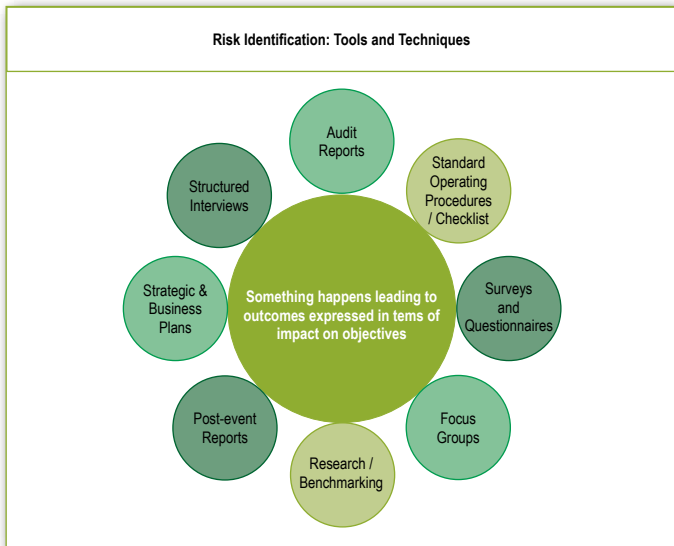 Risk Identification: Tools and Techniques
Audit
Reports
Standard
Operating
Procedures
/ Checklist
Surveys
and
Questionnaires
Focus
Groups
Research /
Benchmarking
Post-event
Reports
Strategic &
Business
Plans
Structured
Interviews
Something happens leading to
outcomes expressed in tems of
impact on objectives